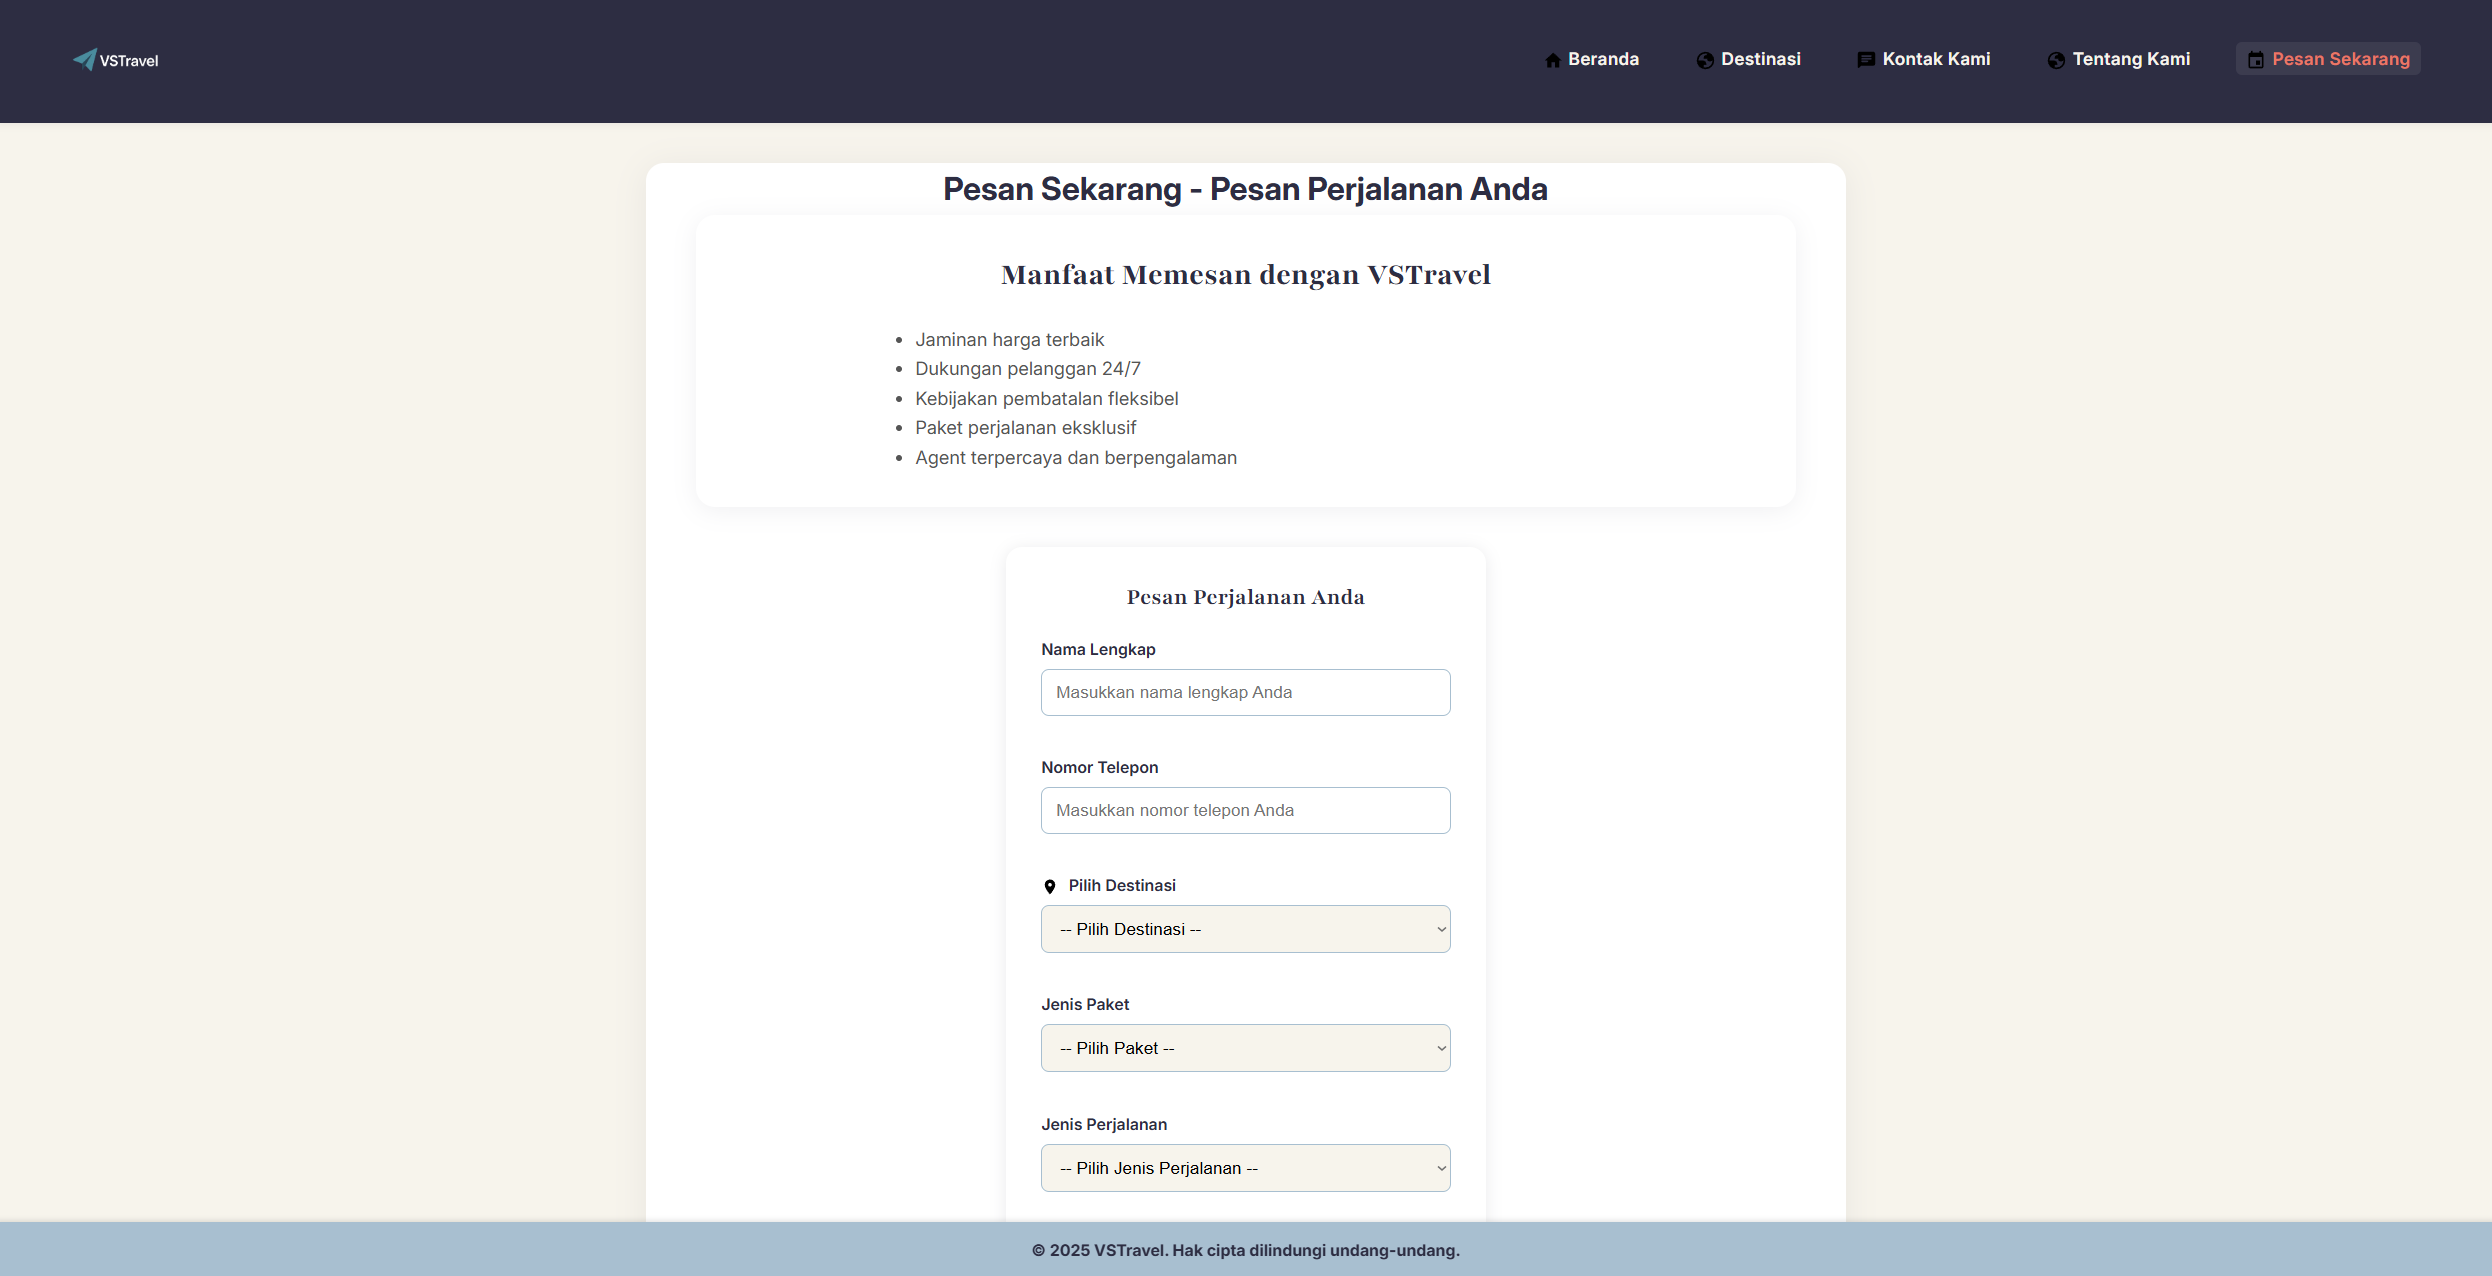 VSTravel
Beranda
Destinasi
Kontak Kami
Tentang Kami
Pesan Sekarang
Pesan Sekarang - Pesan Perjalanan Anda
Manfaat Memesan dengan VSTravel
• Jaminan harga terbaik
• Dukungan pelanggan 24/7
• Kebijakan pembatalan fleksibel
• Paket perjalanan eksklusif
• Agent terpercaya dan berpengalaman
Pesan Perjalanan Anda
Nama Lengkap
Masukkan nama lengkap Anda
Nomor Telepon
Masukkan nomor telepon Anda
Pilih Destinasi
-- Pilih Destinasi --
Jenis Paket
-- Pilih Paket --
Jenis Perjalanan
-- Pilih Jenis Perjalanan --
© 2025 VSTravel. Hak cipta dilindungi undang-undang.